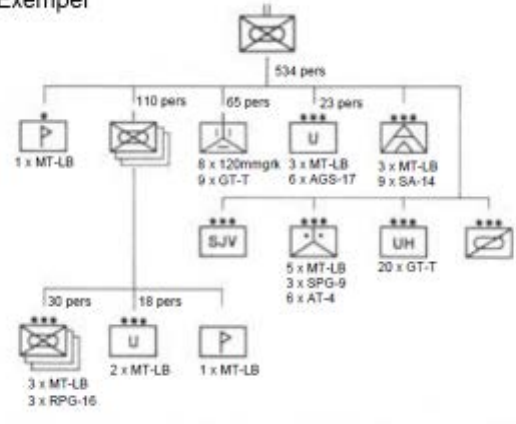 Exempel
534 pers
110 pers
65 pers
23 pers
P
U
1 x MT-LB
8 x 120mmgrk
9 x GT-T
3 x MT-LB
6 x AGS-17
3 x MT-LB
9 x SA-14
SJV
UH
5 x MT-LB
3 x SPG-9
6 x AT-4
20 x GT-T
30 pers
18 pers
U
P
3 x MT-LB
3 x RPG-16
2 x MT-LB
1 x MT-LB